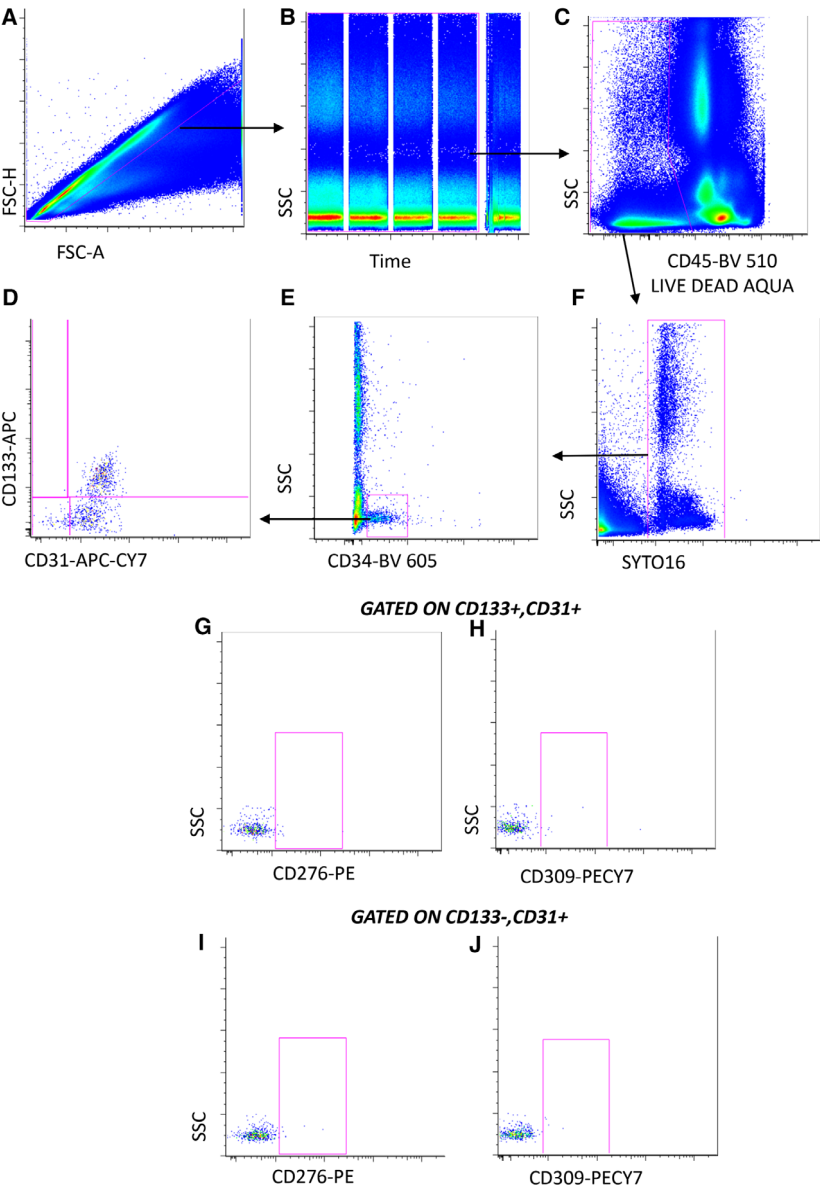 A
B
C
FSC-H
SSC
SSC
FSC-A
Time
CD45-BV 510
LIVE DEAD AQUA
D
E
F
CD133-APC
SSC
SSC
CD31-APC-CY7
CD34-BV 605
SYTO16
GATED ON CD133+,CD31+
G
H
SSC
SSC
CD276-PE
CD309-PECY7
GATED ON CD133-,CD31+
I
J
SSC
SSC
CD276-PE
CD309-PECY7